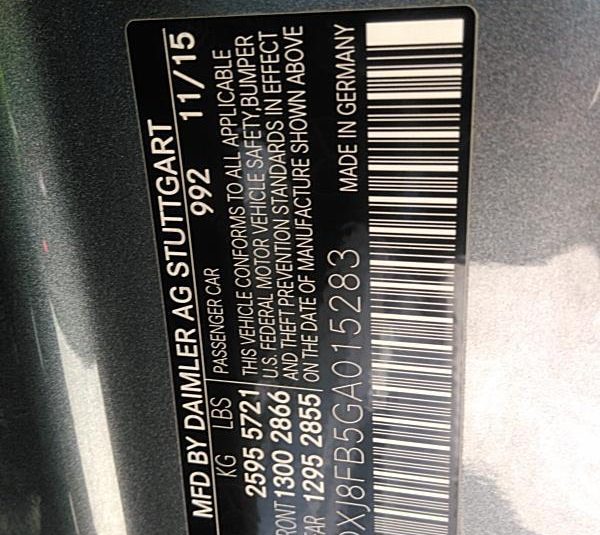 MFD BY DAIMLER AG STUTTGART
992 11/15
KG LBS PASSENGER CAR
2595 5721 THIS VEHICLE CONFORMS TO ALL APPLICABLE
U.S. FEDERAL MOTOR VEHICLE SAFETY,BUMPER
RONT 1300 2866 AND THEFT PREVENTION STANDARDS IN EFFECT
AR 1295 2855 ON THE DATE OF MANUFACTURE SHOWN ABOVE
XJ8FB5GA015283 MADE IN GERMANY